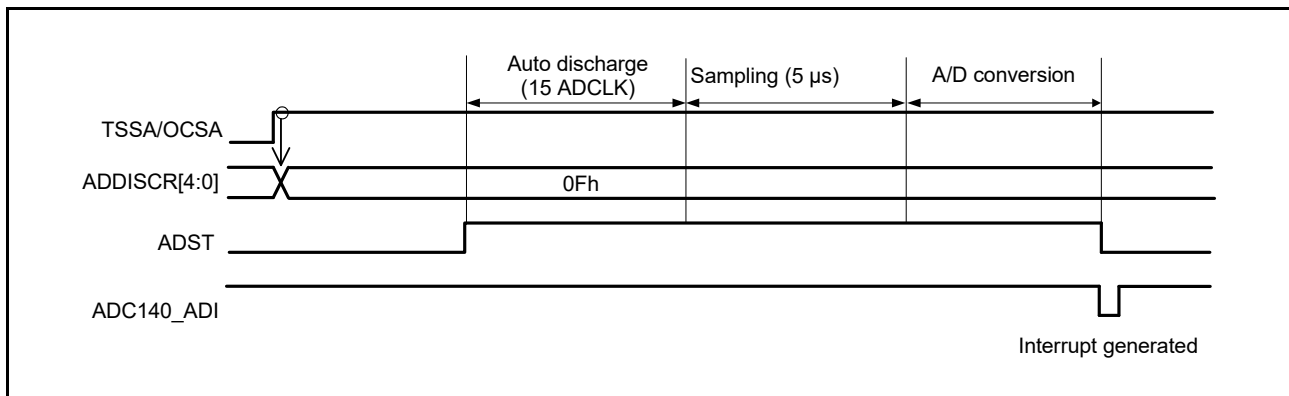 Auto discharge
(15 ADCLK)
Sampling (5 µs)
A/D conversion
TSSA/OCSA
ADDISCR[4:0]
0Fh
ADST
ADC140_ADI
Interrupt generated